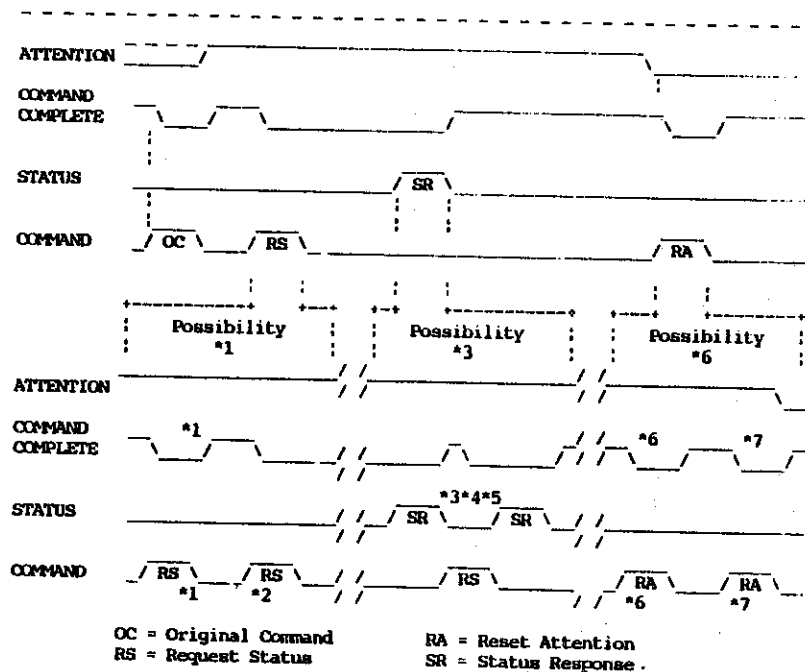 ATTENTION
COMMAND
COMPLETE
STATUS SR
COMMAND OC RS RA
Possibility Possibility Possibility
*1 *3 *6
ATTENTION
COMMAND *1 *6 *7
COMPLETE
*3*4*5
STATUS SR SR
COMMAND RS RS RS RA RA
*1 *2 *6 *7
OC = Original Command RA = Reset Attention
RS = Request Status SR = Status Response.